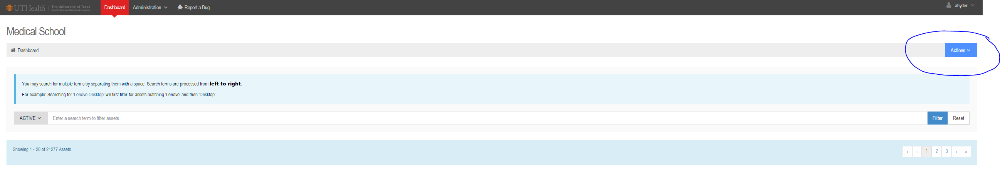 UTHealth | The University of Texas
Health Science Center at Houston
Dashboard Administration Report a Bug ahyder
Medical School
Dashboard Actions
You may search for multiple terms by separating them with a space. Search terms are processed from left to right.
For example: Searching for 'Lenovo Desktop' will first filter for assets matching 'Lenovo' and then 'Desktop'
ACTIVE Enter a search term to filter assets Filter Reset
Showing 1 - 20 of 21277 Assets « ‹ 1 2 3 › »